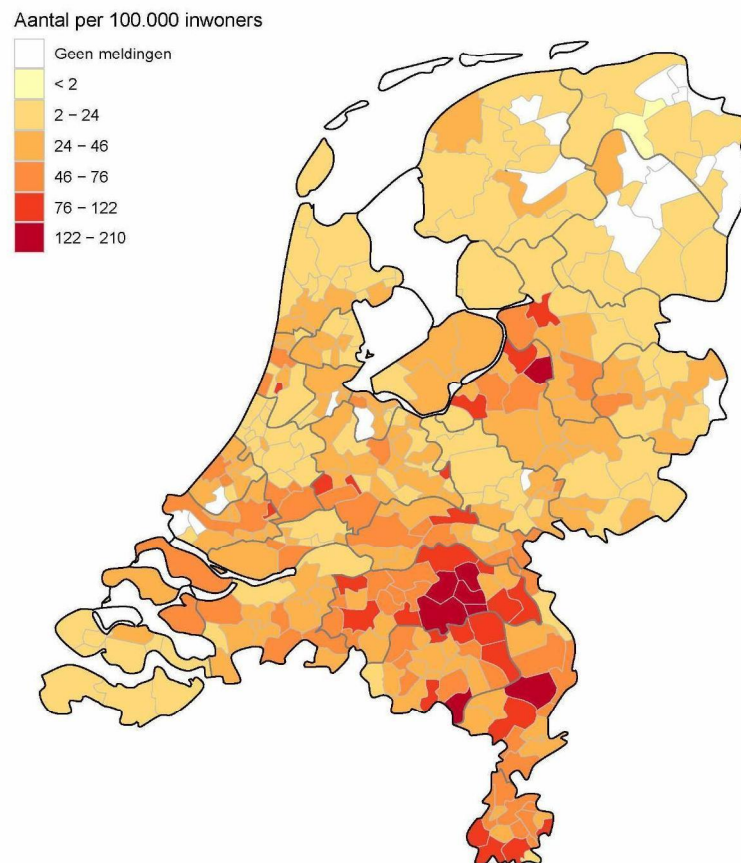 Aantal per 100.000 inwoners
Geen meldingen
< 2
2 – 24
24 – 46
46 – 76
76 – 122
122 – 210